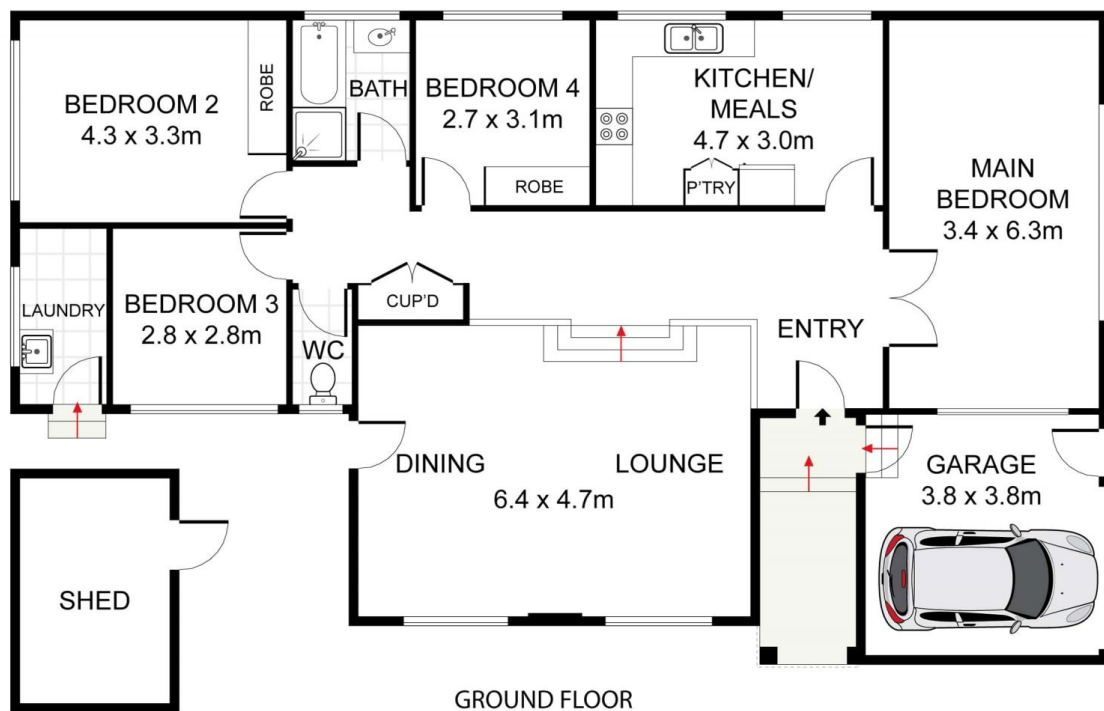 BEDROOM 2
4.3 x 3.3m
ROBE
BATH
BEDROOM 4
2.7 x 3.1m
ROBE
KITCHEN/
MEALS
4.7 x 3.0m
P'TRY
MAIN
BEDROOM
3.4 x 6.3m
LAUNDRY
BEDROOM 3
2.8 x 2.8m
WC
CUP'D
ENTRY
DINING
LOUNGE
6.4 x 4.7m
GARAGE
3.8 x 3.8m
SHED
GROUND FLOOR